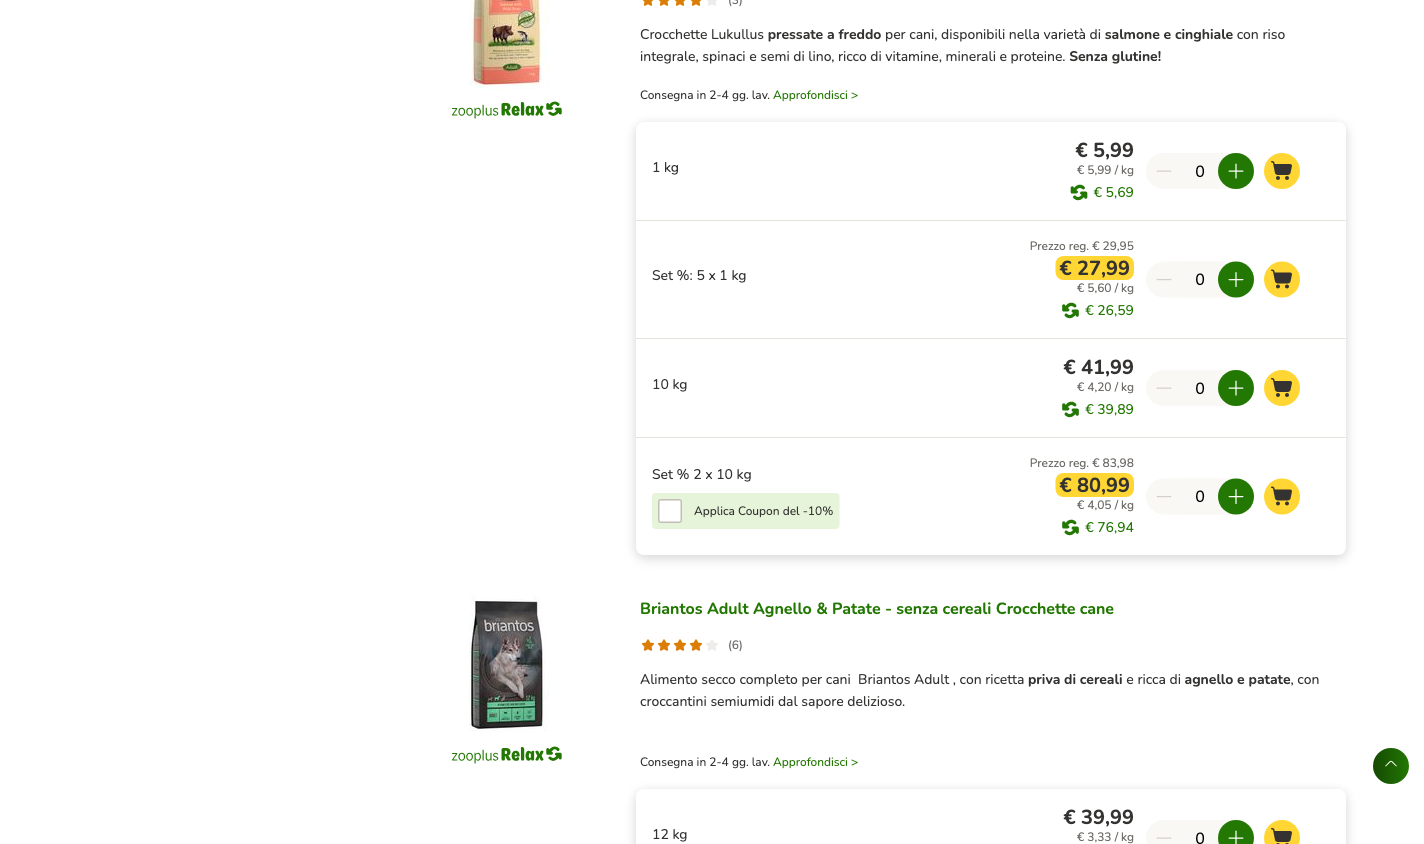 (3)
Crocchette Lukullus pressate a freddo per cani, disponibili nella varietà di salmone e cinghiale con riso
integrale, spinaci e semi di lino, ricco di vitamine, minerali e proteine. Senza glutine!
zooplus Relax
Consegna in 2-4 gg. lav. Approfondisci >
1 kg
€ 5,99
€ 5,99 / kg
€ 5,69
0
Set %: 5 x 1 kg
Prezzo reg. € 29,95
€ 27,99
€ 5,60 / kg
€ 26,59
0
10 kg
€ 41,99
€ 4,20 / kg
€ 39,89
0
Set % 2 x 10 kg
Applica Coupon del -10%
Prezzo reg. € 83,98
€ 80,99
€ 4,05 / kg
€ 76,94
0
briantos
zooplus Relax
Briantos Adult Agnello & Patate - senza cereali Crocchette cane
(6)
Alimento secco completo per cani  Briantos Adult , con ricetta priva di cereali e ricca di agnello e patate, con
croccantini semiumidi dal sapore delizioso.
Consegna in 2-4 gg. lav. Approfondisci >
12 kg
€ 39,99
€ 3,33 / kg
0